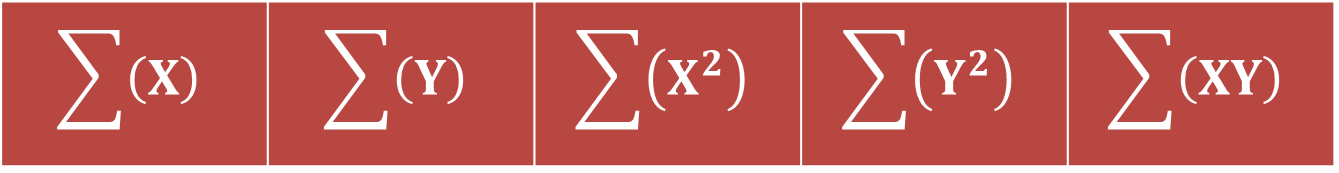 ∑(X) ∑(Y) ∑(X²) ∑(Y²) ∑(XY)